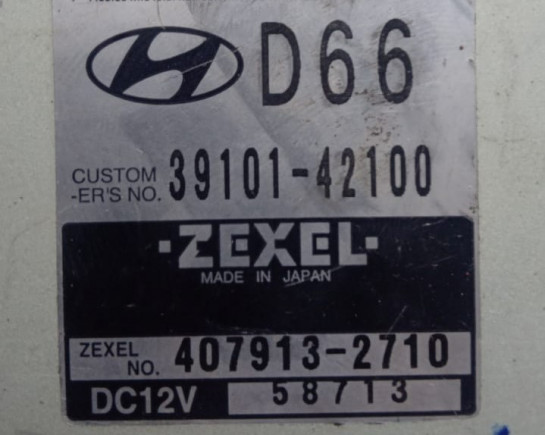 D66
CUSTOM
-ER'S NO. 39101-42100
·ZEXEL·
MADE IN JAPAN
ZEXEL
NO. 407913-2710
DC12V 58713